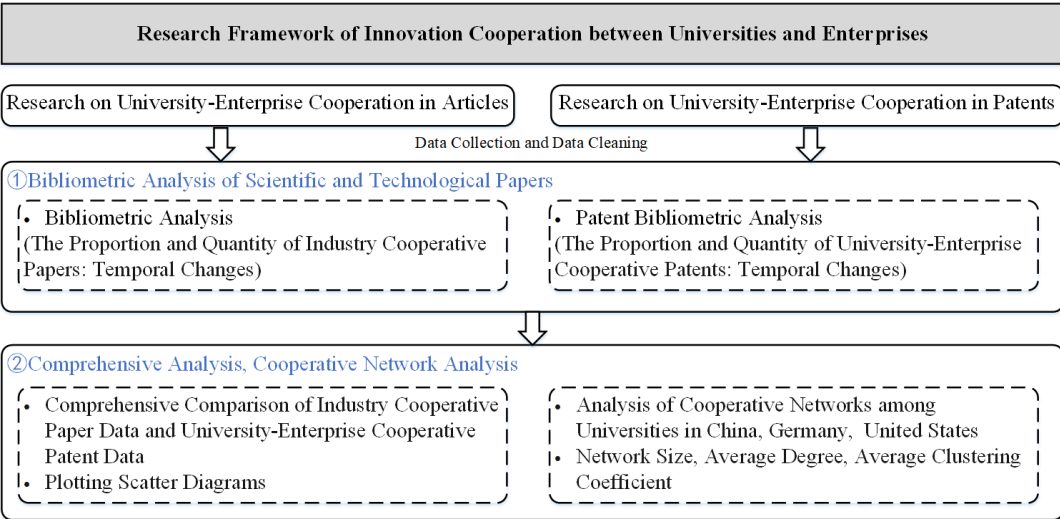 Research Framework of Innovation Cooperation between Universities and Enterprises
Research on University-Enterprise Cooperation in Articles
Research on University-Enterprise Cooperation in Patents
Data Collection and Data Cleaning
①Bibliometric Analysis of Scientific and Technological Papers
• Bibliometric Analysis
(The Proportion and Quantity of Industry Cooperative
Papers: Temporal Changes)
• Patent Bibliometric Analysis
(The Proportion and Quantity of University-Enterprise
Cooperative Patents: Temporal Changes)
②Comprehensive Analysis, Cooperative Network Analysis
• Comprehensive Comparison of Industry Cooperative
Paper Data and University-Enterprise Cooperative
Patent Data
• Plotting Scatter Diagrams
• Analysis of Cooperative Networks among
Universities in China, Germany, United States
• Network Size, Average Degree, Average Clustering
Coefficient